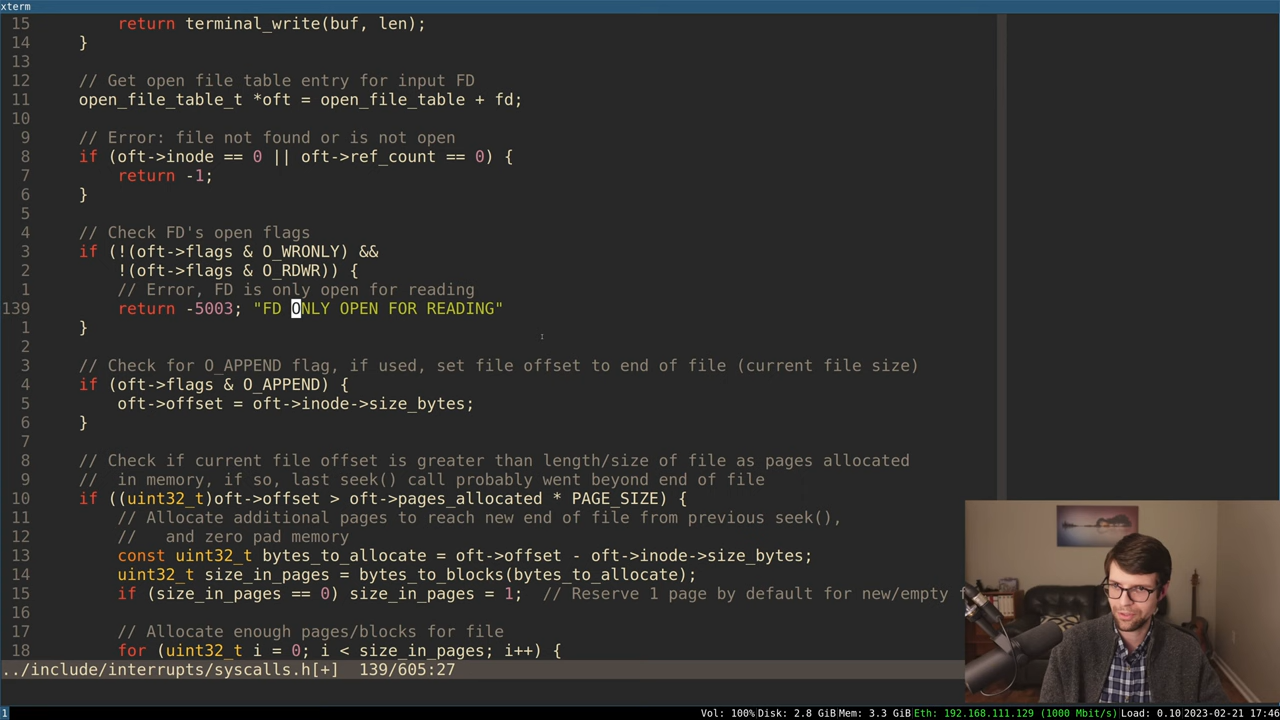 xterm
15 return terminal_write(buf, len);
14 }
13
12 // Get open file table entry for input FD
11 open_file_table_t *oft = open_file_table + fd;
10
9 // Error: file not found or is not open
8 if (oft->inode == 0 || oft->ref_count == 0) {
7 return -1;
6 }
5
4 // Check FD's open flags
3 if (!(oft->flags & O_WRONLY) &&
2 !(oft->flags & O_RDWR)) {
1 // Error, FD is only open for reading
139 return -5003; "FD ONLY OPEN FOR READING"
1 }
2
3 // Check for O_APPEND flag, if used, set file offset to end of file (current file size)
4 if (oft->flags & O_APPEND) {
5 oft->offset = oft->inode->size_bytes;
6 }
7
8 // Check if current file offset is greater than length/size of file as pages allocated
9 // in memory, if so, last seek() call probably went beyond end of file
10 if ((uint32_t)oft->offset > oft->pages_allocated * PAGE_SIZE) {
11 // Allocate additional pages to reach new end of file from previous seek(),
12 // and zero pad memory
13 const uint32_t bytes_to_allocate = oft->offset - oft->inode->size_bytes;
14 uint32_t size_in_pages = bytes_to_blocks(bytes_to_allocate);
15 if (size_in_pages == 0) size_in_pages = 1; // Reserve 1 page by default for new/empty f
16
17 // Allocate enough pages/blocks for file
18 for (uint32_t i = 0; i < size_in_pages; i++) {
../include/interrupts/syscalls.h[+] 139/605:27
1 Vol: 100% Disk: 2.8 GiB Mem: 3.3 GiB Eth: 192.168.111.129 (1000 Mbit/s) Load: 0.10 2023-02-21 17:46